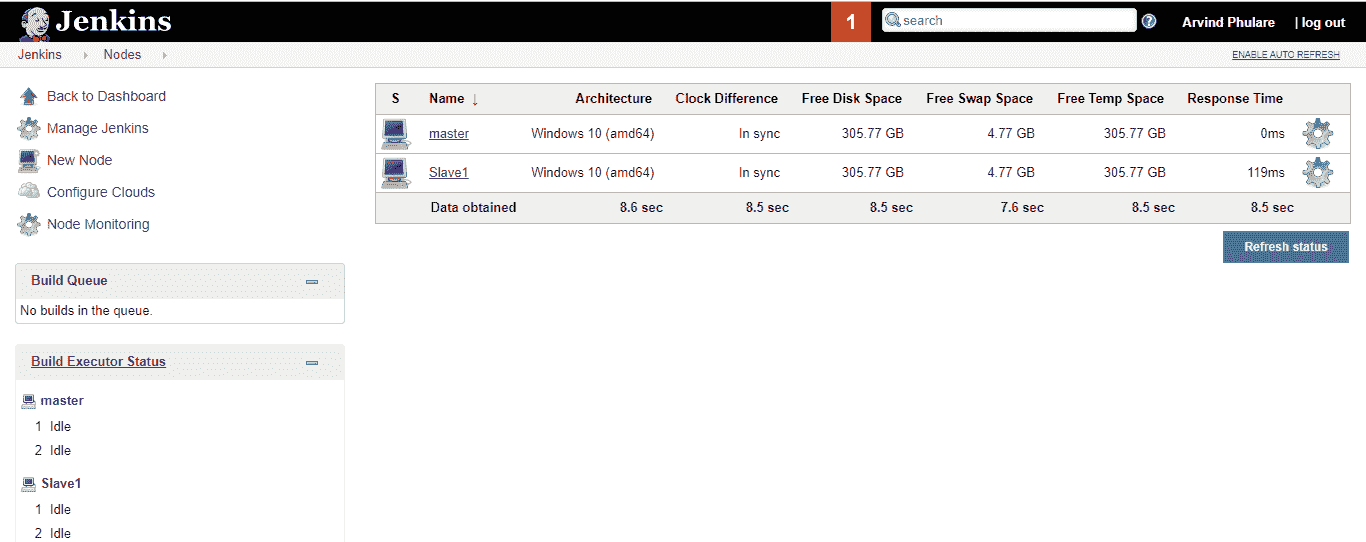 Jenkins
1
search
?
Arvind Phulare
| log out
Jenkins
Nodes
ENABLE AUTO REFRESH
Back to Dashboard
Manage Jenkins
New Node
Configure Clouds
Node Monitoring
Build Queue
No builds in the queue.
Build Executor Status
master
1 Idle
2 Idle
Slave1
1 Idle
2 Idle
S Name ↓ Architecture Clock Difference Free Disk Space Free Swap Space Free Temp Space Response Time
master Windows 10 (amd64) In sync 305.77 GB 4.77 GB 305.77 GB 0ms
Slave1 Windows 10 (amd64) In sync 305.77 GB 4.77 GB 305.77 GB 119ms
Data obtained 8.6 sec 8.5 sec 8.5 sec 7.6 sec 8.5 sec 8.5 sec
Refresh status